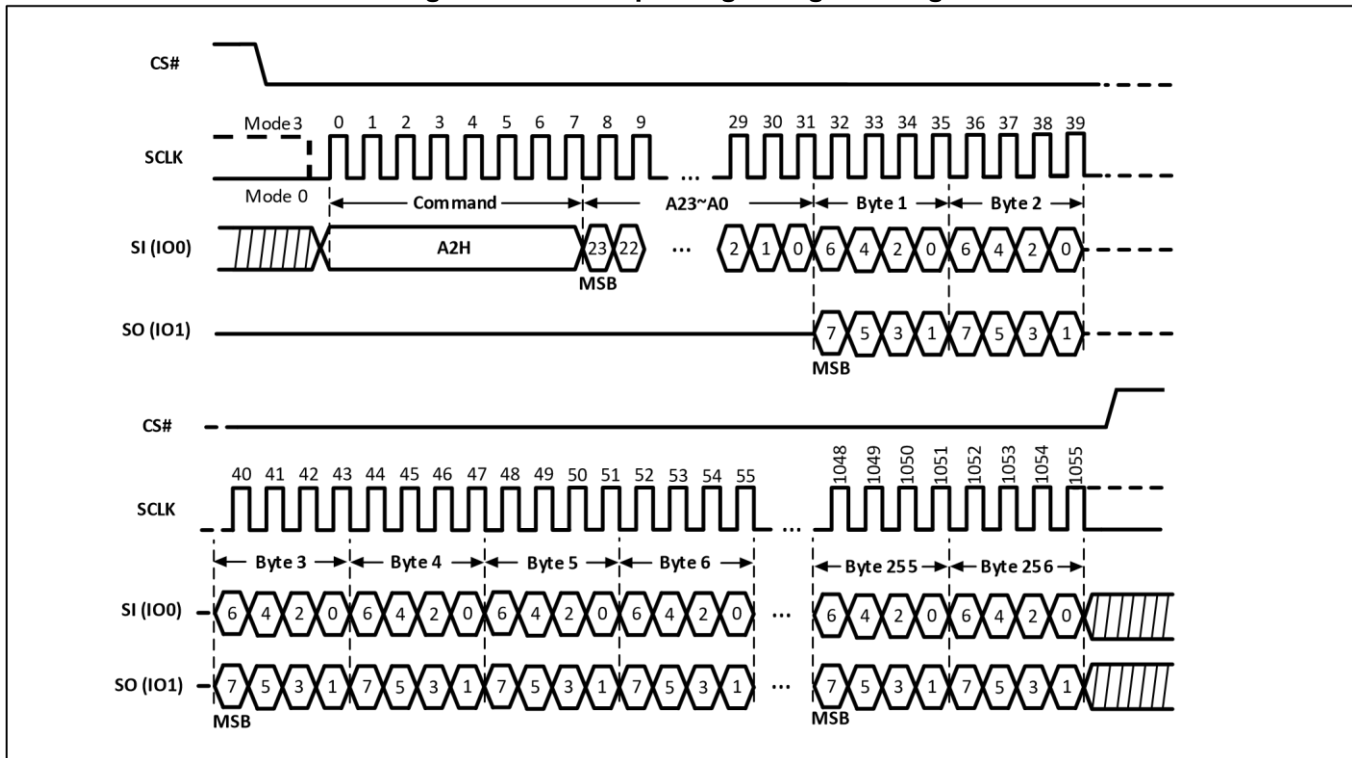 CS#
Mode 3
0 1 2 3 4 5 6 7 8 9 29 30 31 32 33 34 35 36 37 38 39
SCLK
...
Mode 0
Command A23~A0 Byte 1 Byte 2
SI (IO0) A2H 23 22 ... 2 1 0 6 4 2 0 6 4 2 0
MSB
SO (IO1) 7 5 3 1 7 5 3 1
MSB
CS#
40 41 42 43 44 45 46 47 48 49 50 51 52 53 54 55 1048 1049 1050 1051 1052 1053 1054 1055
SCLK
...
Byte 3 Byte 4 Byte 5 Byte 6 Byte 255 Byte 256
SI (IO0) 6 4 2 0 6 4 2 0 6 4 2 0 6 4 2 0 ... 6 4 2 0 6 4 2 0
SO (IO1) 7 5 3 1 7 5 3 1 7 5 3 1 7 5 3 1 ... 7 5 3 1 7 5 3 1
MSB MSB